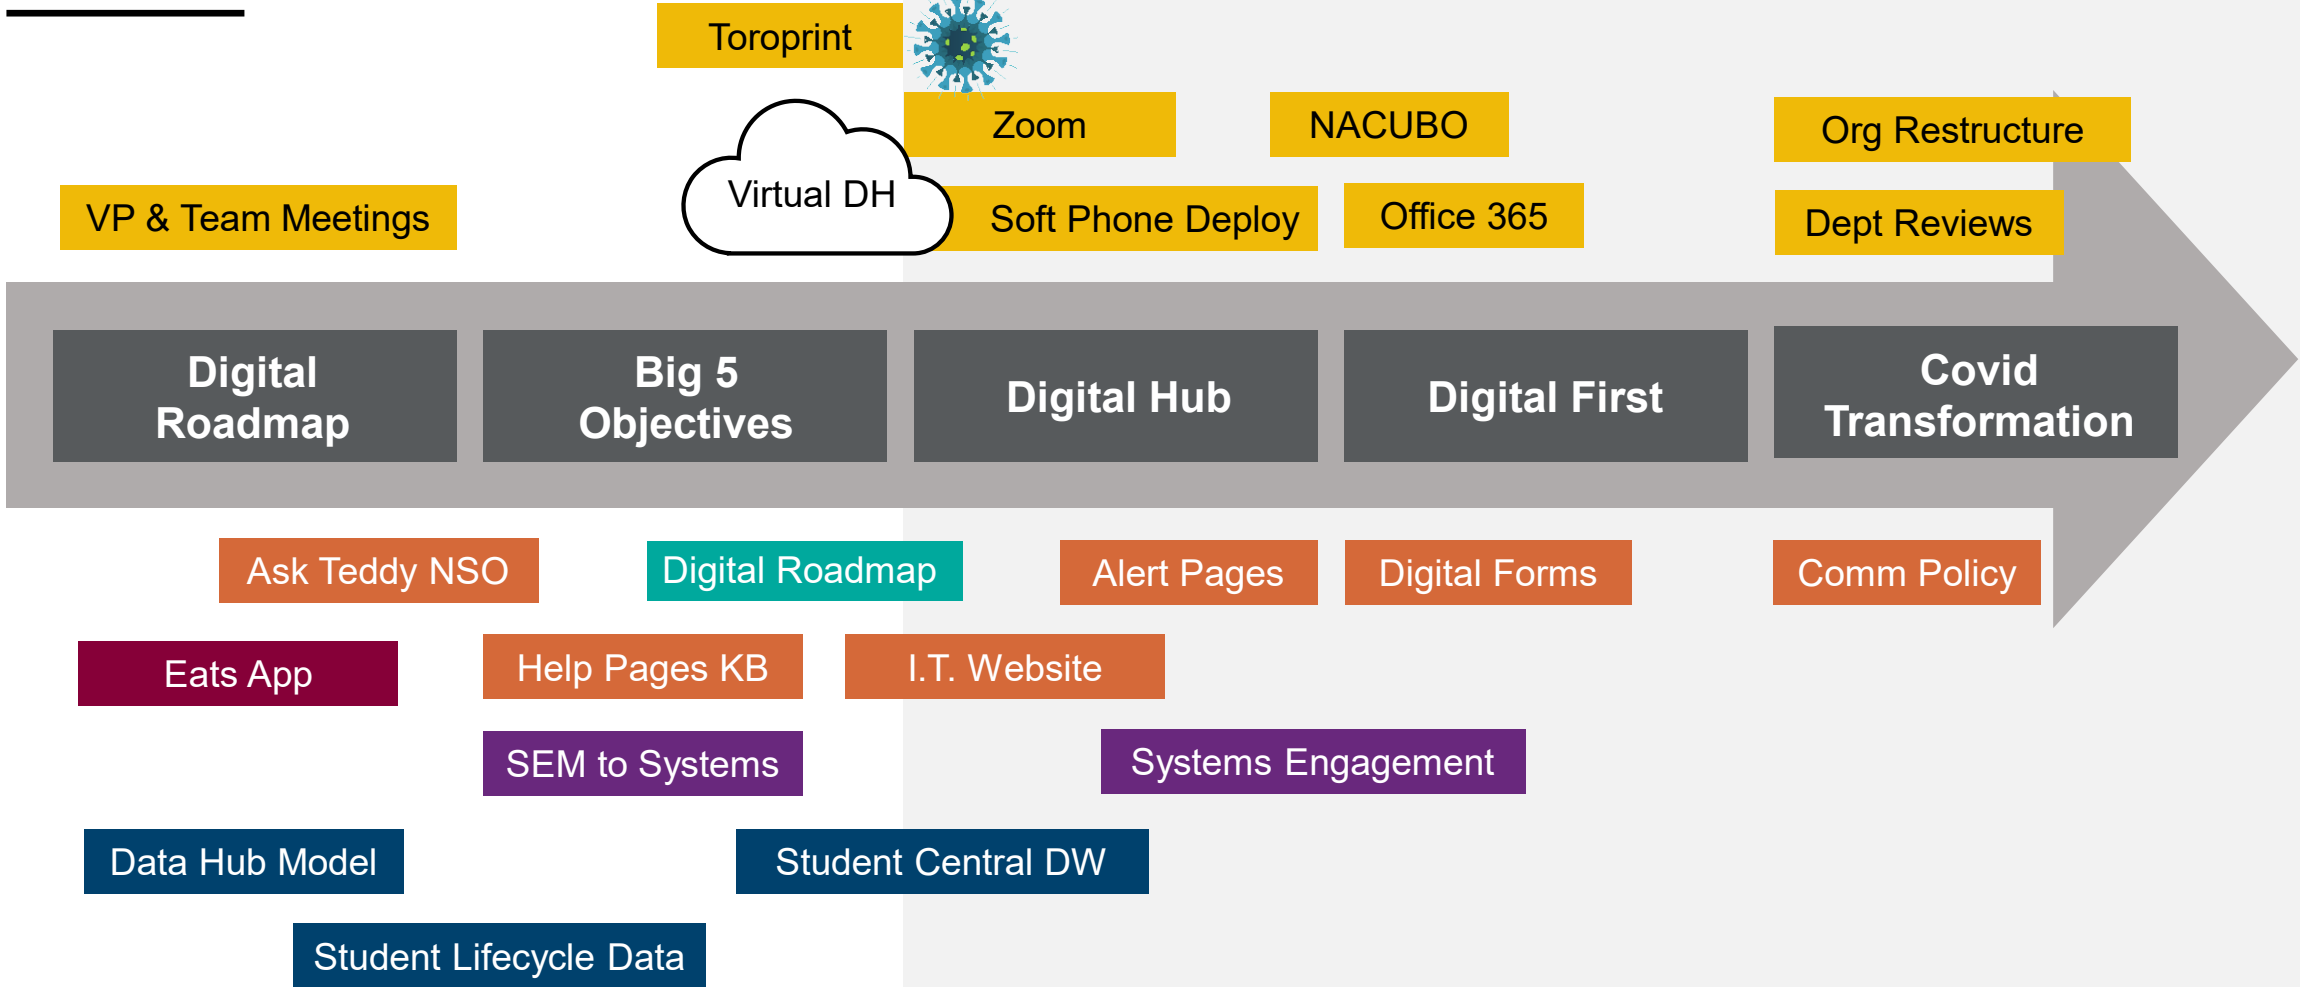 Toroprint
Zoom
NACUBO
Org Restructure
Virtual DH
VP & Team Meetings
Soft Phone Deploy
Office 365
Dept Reviews
Digital
Roadmap
Big 5
Objectives
Digital Hub
Digital First
Covid
Transformation
Ask Teddy NSO
Digital Roadmap
Alert Pages
Digital Forms
Comm Policy
Eats App
Help Pages KB
I.T. Website
SEM to Systems
Systems Engagement
Data Hub Model
Student Central DW
Student Lifecycle Data